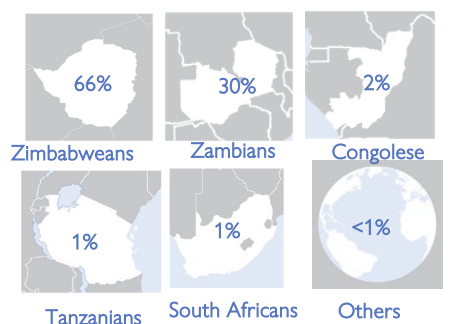 66%
30%
2%
Zimbabweans
Zambians
Congolese
1%
1%
<1%
Tanzanians
South Africans
Others